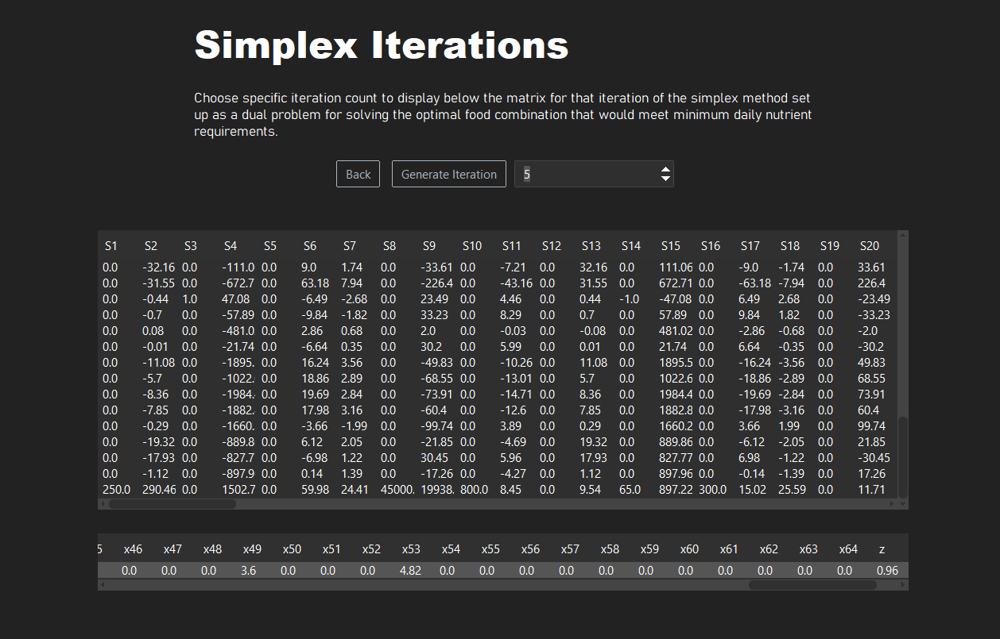 Simplex Iterations
Choose specific iteration count to display below the matrix for that iteration of the simplex method set
up as a dual problem for solving the optimal food combination that would meet minimum daily nutrient
requirements.
Back Generate Iteration 5
S1 S2 S3 S4 S5 S6 S7 S8 S9 S10 S11 S12 S13 S14 S15 S16 S17 S18 S19 S20
0.0 -32.16 0.0 -111.0 0.0 9.0 1.74 0.0 -33.61 0.0 -7.21 0.0 32.16 0.0 111.06 0.0 -9.0 -1.74 0.0 33.61
0.0 -31.55 0.0 -672.7 0.0 63.18 7.94 0.0 -226.4 0.0 -43.16 0.0 31.55 0.0 672.71 0.0 -63.18 -7.94 0.0 226.4
0.0 -0.44 1.0 47.08 0.0 -6.49 -2.68 0.0 23.49 0.0 4.46 0.0 0.44 -1.0 -47.08 0.0 6.49 2.68 0.0 -23.49
0.0 -0.7 0.0 -57.89 0.0 -9.84 -1.82 0.0 33.23 0.0 8.29 0.0 0.7 0.0 57.89 0.0 9.84 1.82 0.0 -33.23
0.0 0.08 0.0 -481.0 0.0 2.86 0.68 0.0 2.0 0.0 -0.03 0.0 -0.08 0.0 481.02 0.0 -2.86 -0.68 0.0 -2.0
0.0 -0.01 0.0 -21.74 0.0 -6.64 0.35 0.0 30.2 0.0 5.99 0.0 0.01 0.0 21.74 0.0 6.64 -0.35 0.0 -30.2
0.0 -11.08 0.0 -1895. 0.0 16.24 3.56 0.0 -49.83 0.0 -10.26 0.0 11.08 0.0 1895.5 0.0 -16.24 -3.56 0.0 49.83
0.0 -5.7 0.0 -1022. 0.0 18.86 2.89 0.0 -68.55 0.0 -13.01 0.0 5.7 0.0 1022.6 0.0 -18.86 -2.89 0.0 68.55
0.0 -8.36 0.0 -1984. 0.0 19.69 2.84 0.0 -73.91 0.0 -14.71 0.0 8.36 0.0 1984.4 0.0 -19.69 -2.84 0.0 73.91
0.0 -7.85 0.0 -1882. 0.0 17.98 3.16 0.0 -60.4 0.0 -12.6 0.0 7.85 0.0 1882.8 0.0 -17.98 -3.16 0.0 60.4
0.0 -0.29 0.0 -1660. 0.0 -3.66 -1.99 0.0 -99.74 0.0 3.89 0.0 0.29 0.0 1660.2 0.0 3.66 1.99 0.0 99.74
0.0 -19.32 0.0 -889.8 0.0 6.12 2.05 0.0 -21.85 0.0 -4.69 0.0 19.32 0.0 889.86 0.0 -6.12 -2.05 0.0 21.85
0.0 -17.93 0.0 -827.7 0.0 -6.98 1.22 0.0 30.45 0.0 5.96 0.0 17.93 0.0 827.77 0.0 6.98 -1.22 0.0 -30.45
0.0 -1.12 0.0 -897.9 0.0 0.14 1.39 0.0 -17.26 0.0 -4.27 0.0 1.12 0.0 897.96 0.0 -0.14 -1.39 0.0 17.26
250.0 290.46 0.0 1502.7 0.0 59.98 24.41 45000. 19938. 800.0 8.45 0.0 9.54 65.0 897.22 300.0 15.02 25.59 0.0 11.71
5 x46 x47 x48 x49 x50 x51 x52 x53 x54 x55 x56 x57 x58 x59 x60 x61 x62 x63 x64 z
0.0 0.0 0.0 3.6 0.0 0.0 0.0 4.82 0.0 0.0 0.0 0.0 0.0 0.0 0.0 0.0 0.0 0.0 0.0 0.96